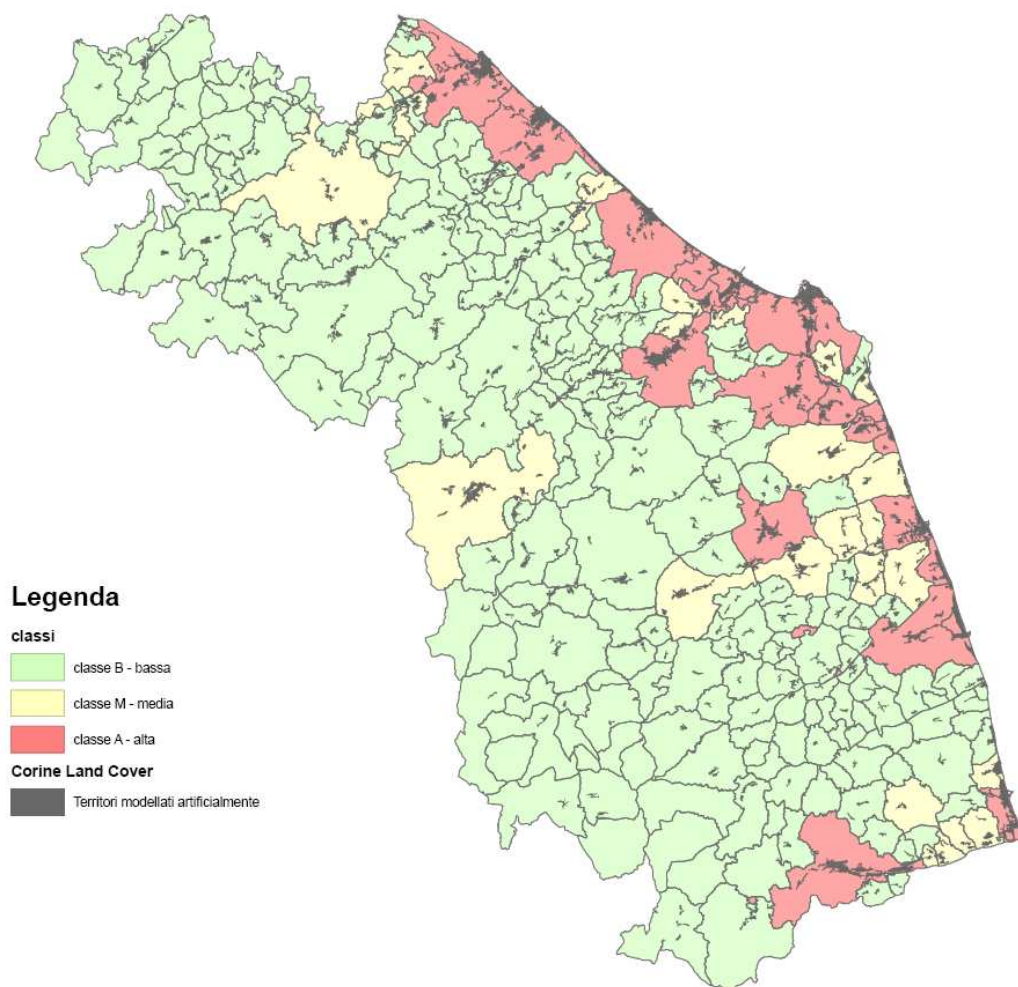 Legenda
classi
classe B - bassa
classe M - media
classe A - alta
Corine Land Cover
Territori modellati artificialmente